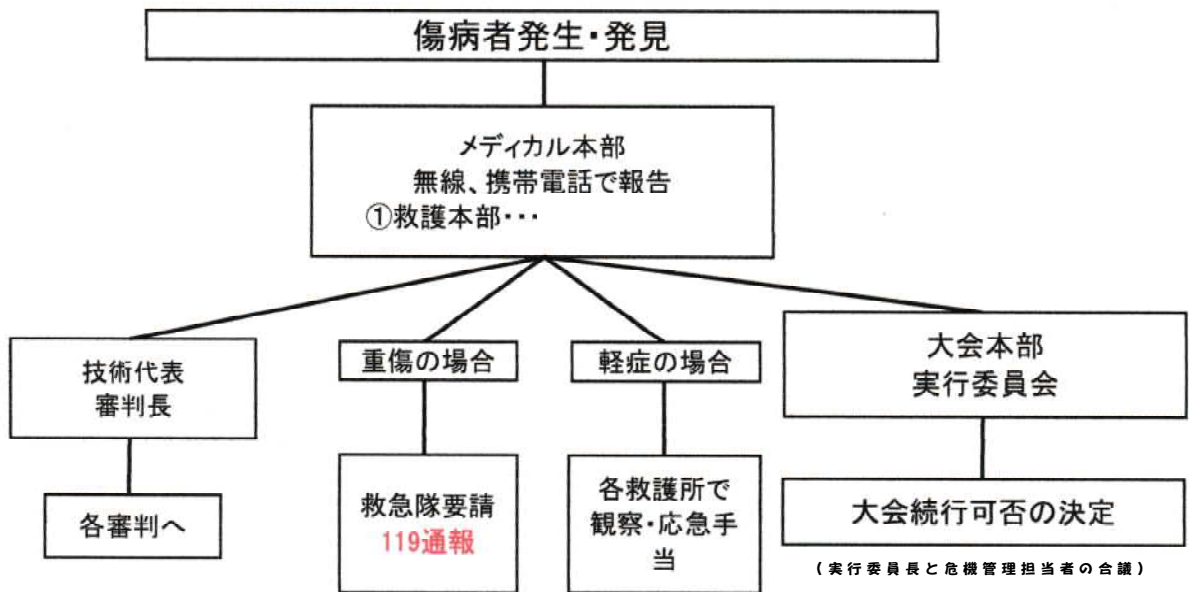 傷病者発生・発見
メディカル本部
無線、携帯電話で報告
①救護本部・・・
技術代表
審判長
重傷の場合
軽症の場合
大会本部
実行委員会
各審判へ
救急隊要請
119通報
各救護所で
観察・応急手
当
大会続行可否の決定
(実行委員長と危機管理担当者の合議)